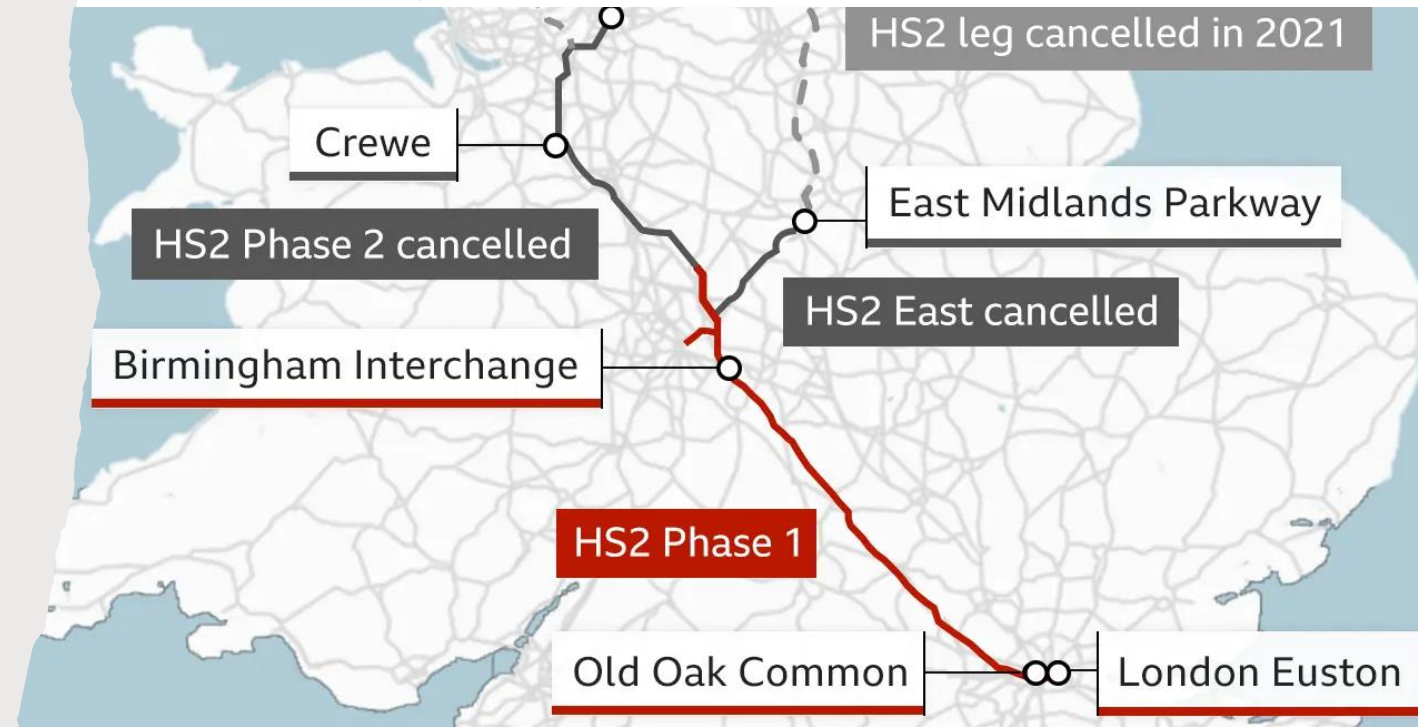 HS2 leg cancelled in 2021
Crewe
East Midlands Parkway
HS2 Phase 2 cancelled
HS2 East cancelled
Birmingham Interchange
HS2 Phase 1
Old Oak Common
London Euston